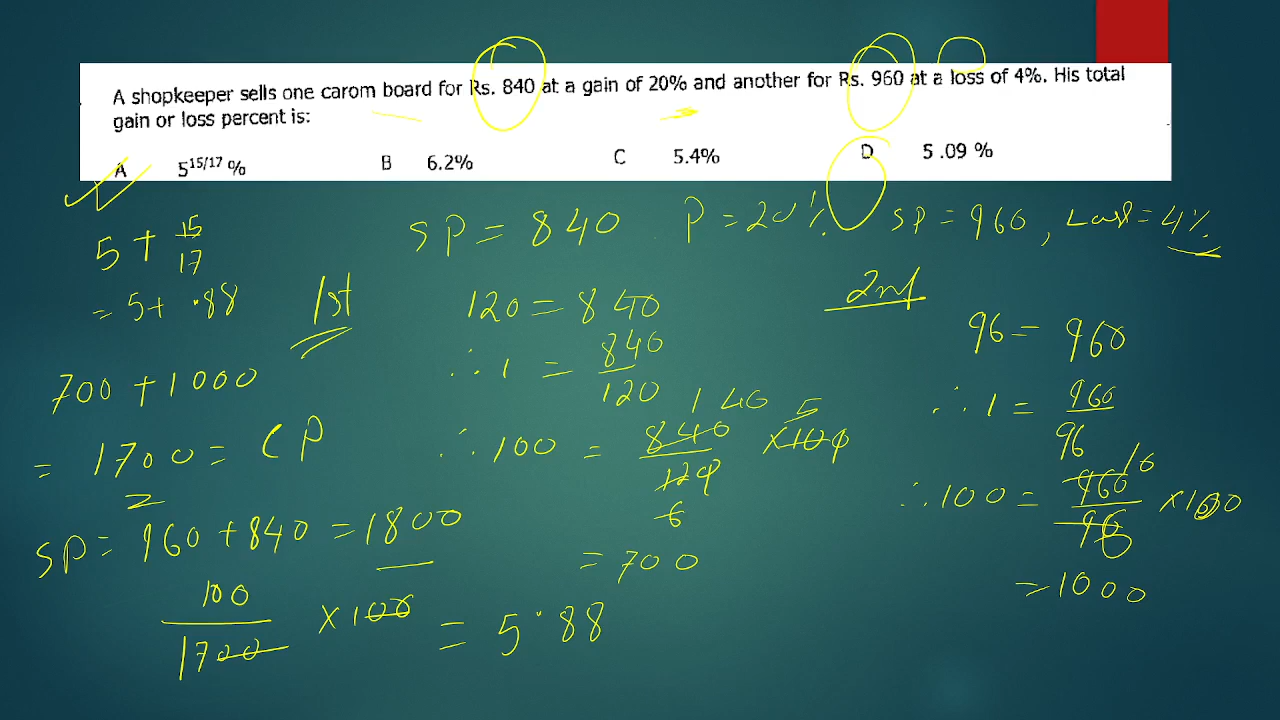 A shopkeeper sells one carom board for Rs. 840 at a gain of 20% and another for Rs. 960 at a loss of 4%. His total
gain or loss percent is:
A 5^15/17 % B 6.2% C 5.4% D 5 .09 %
SP = 840 P = 20% SP = 960, Loss = 4%
5 + 15/17
= 5 + .88
1st
700 + 1000
= 1700 = CP
SP = 960 + 840 = 1800
100/1700 × 100 = 5.88
120 = 840
∴ 1 = 840/120
140 5
∴ 100 = 840/120 × 100
6
= 700
2nd
96 = 960
∴ 1 = 960/96
10
∴ 100 = 960/96 × 100
= 1000